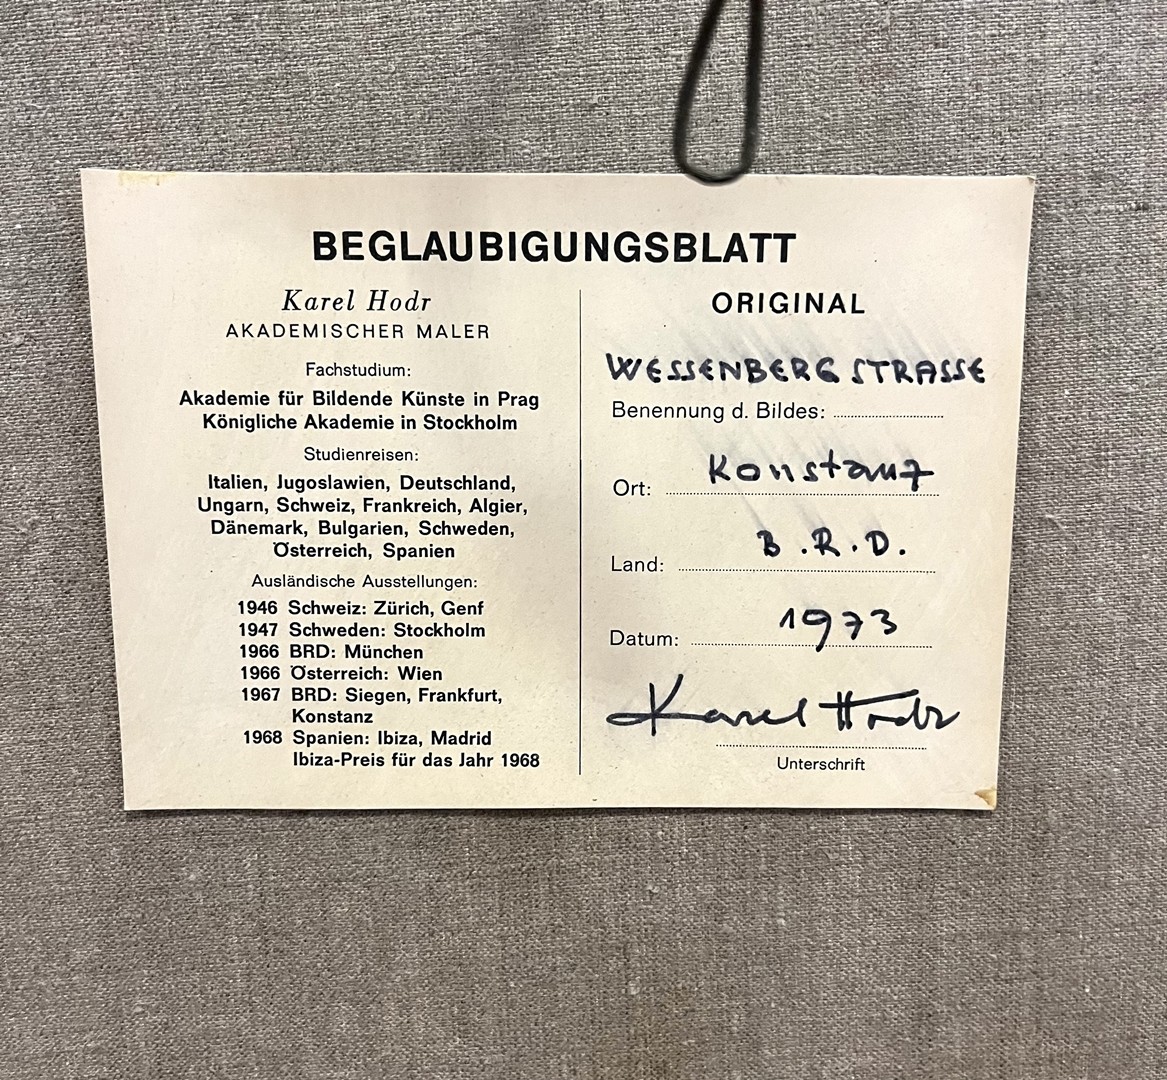 BEGLAUBIGUNGSBLATT
Karel Hodr
AKADEMISCHER MALER
Fachstudium:
Akademie für Bildende Künste in Prag
Königliche Akademie in Stockholm
Studienreisen:
Italien, Jugoslawien, Deutschland,
Ungarn, Schweiz, Frankreich, Algier,
Dänemark, Bulgarien, Schweden,
Österreich, Spanien
Ausländische Ausstellungen:
1946 Schweiz: Zürich, Genf
1947 Schweden: Stockholm
1966 BRD: München
1966 Österreich: Wien
1967 BRD: Siegen, Frankfurt,
Konstanz
1968 Spanien: Ibiza, Madrid
Ibiza-Preis für das Jahr 1968
ORIGINAL
WESSENBERGSTRASSE
Benennung d. Bildes:
Ort: Konstanz
Land: B.R.D.
Datum: 1973
Karel Hodr
Unterschrift